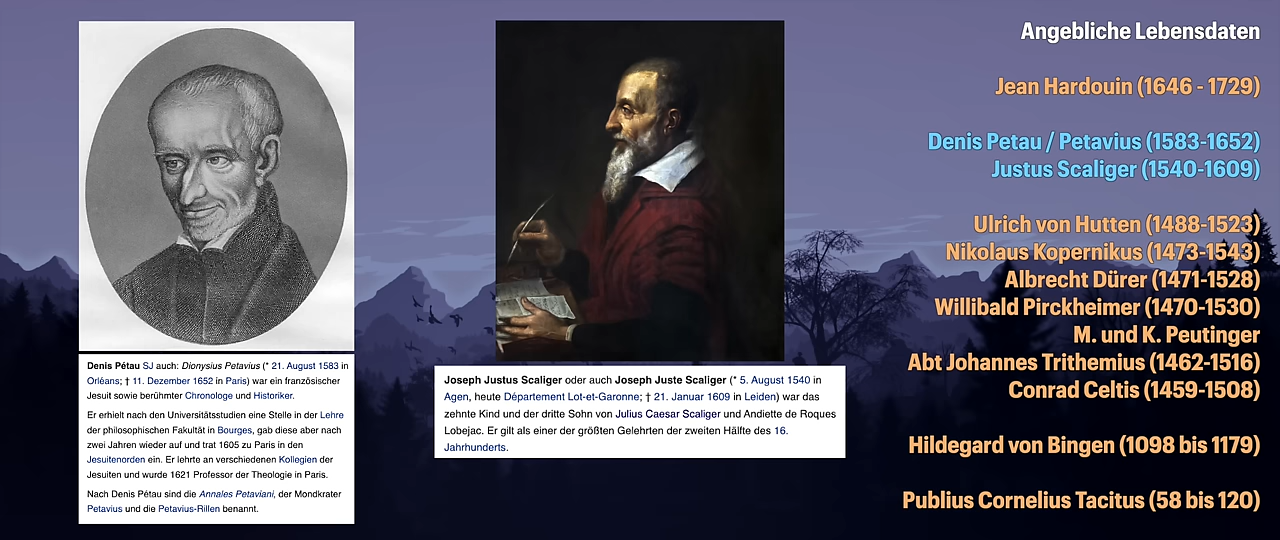 Denis Pétau SJ auch: Dionysius Petavius (* 21. August 1583 in
Orléans; † 11. Dezember 1652 in Paris) war ein französischer
Jesuit sowie berühmter Chronologe und Historiker.
Er erhielt nach den Universitätsstudien eine Stelle in der Lehre
der philosophischen Fakultät in Bourges, gab diese aber nach
zwei Jahren wieder auf und trat 1605 zu Paris in den
Jesuitenorden ein. Er lehrte an verschiedenen Kollegien der
Jesuiten und wurde 1621 Professor der Theologie in Paris.
Nach Denis Pétau sind die Annales Petaviani, der Mondkrater
Petavius und die Petavius-Rillen benannt.
Joseph Justus Scaliger oder auch Joseph Juste Scaliger (* 5. August 1540 in
Agen, heute Département Lot-et-Garonne; † 21. Januar 1609 in Leiden) war das
zehnte Kind und der dritte Sohn von Julius Caesar Scaliger und Andiette de Roques
Lobejac. Er gilt als einer der größten Gelehrten der zweiten Hälfte des 16.
Jahrhunderts.
Angebliche Lebensdaten
Jean Hardouin (1646 - 1729)
Denis Petau / Petavius (1583-1652)
Justus Scaliger (1540-1609)
Ulrich von Hutten (1488-1523)
Nikolaus Kopernikus (1473-1543)
Albrecht Dürer (1471-1528)
Willibald Pirckheimer (1470-1530)
M. und K. Peutinger
Abt Johannes Trithemius (1462-1516)
Conrad Celtis (1459-1508)
Hildegard von Bingen (1098 bis 1179)
Publius Cornelius Tacitus (58 bis 120)